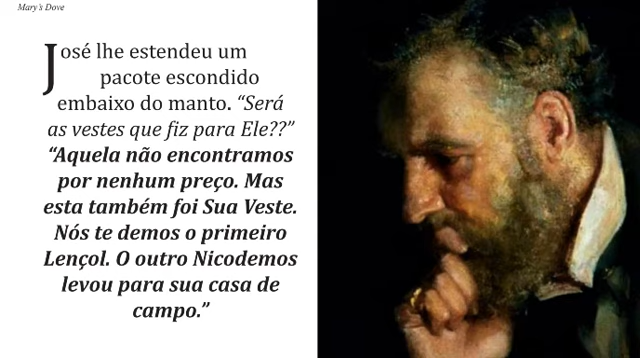 Mary's Dove
José lhe estendeu um
pacote escondido
embaixo do manto. “Será
as vestes que fiz para Ele??”
“Aquela não encontramos
por nenhum preço. Mas
esta também foi Sua Veste.
Nós te demos o primeiro
Lençol. O outro Nicodemos
levou para sua casa de
campo.”